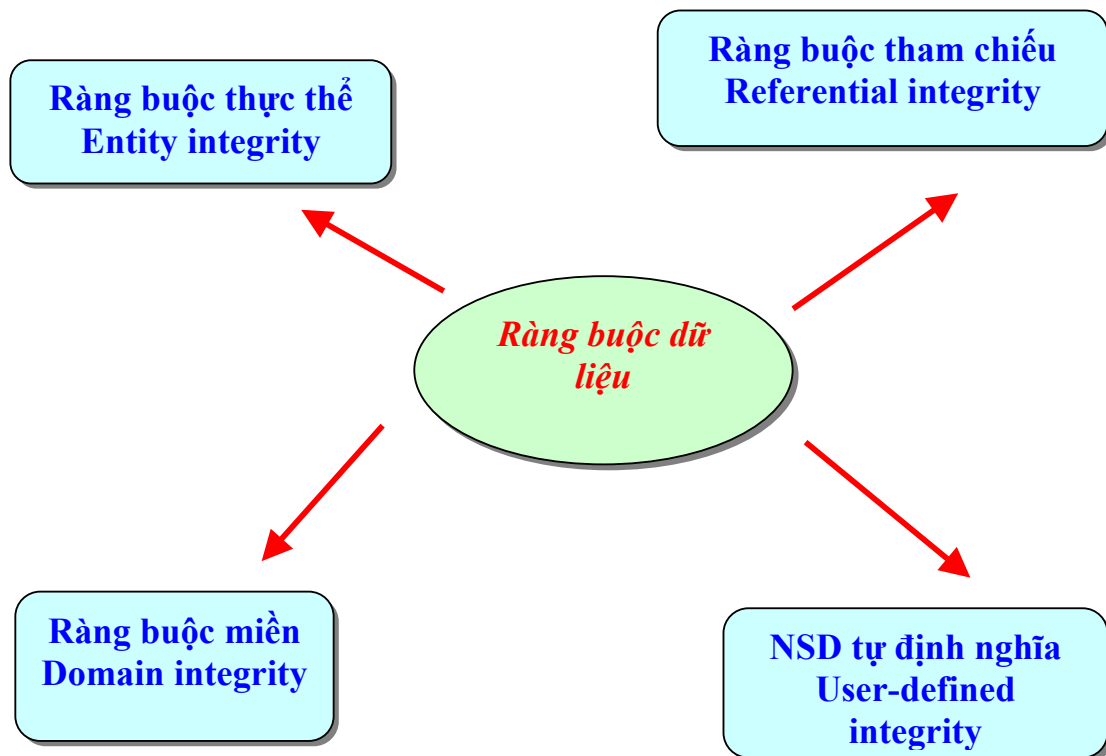 Ràng buộc thực thể
Entity integrity
Ràng buộc tham chiếu
Referential integrity
Ràng buộc dữ
liệu
Ràng buộc miền
Domain integrity
NSD tự định nghĩa
User-defined
integrity